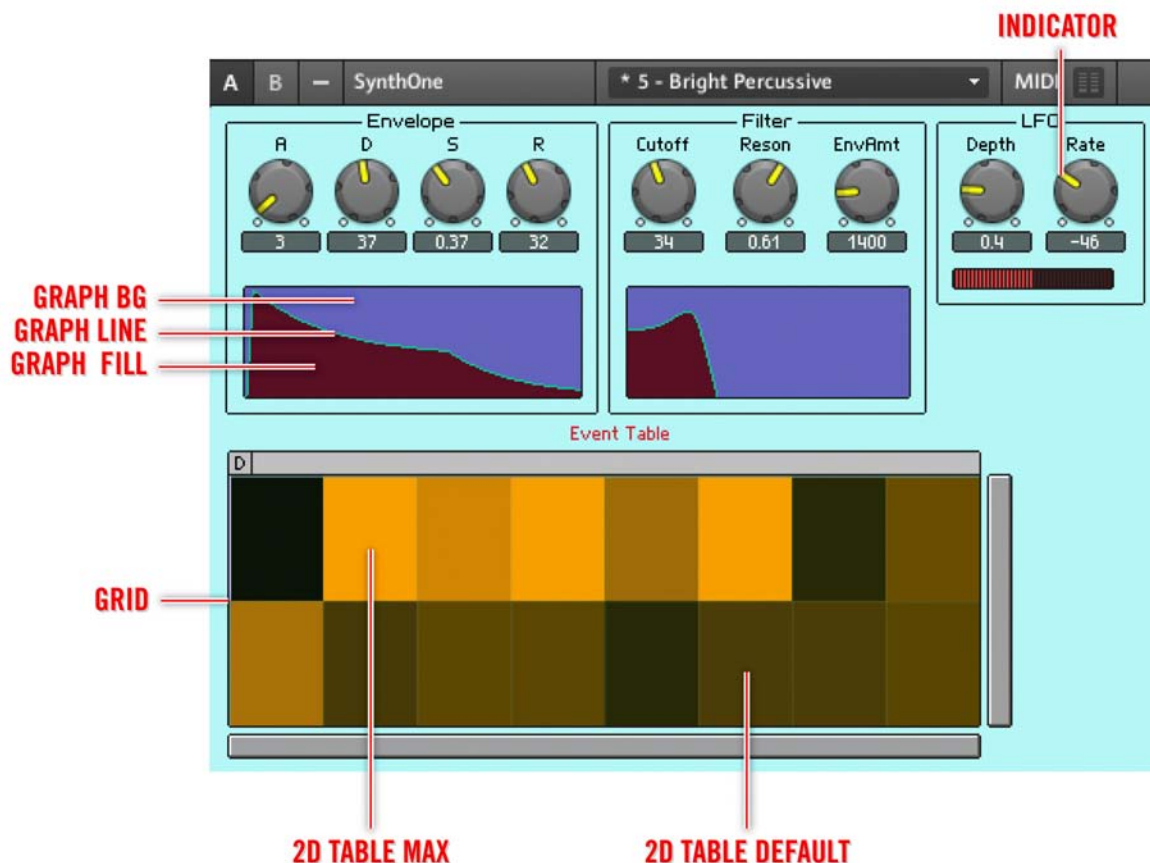 INDICATOR
A B – SynthOne * 5 - Bright Percussive MIDI
Envelope Filter LFO
A D S R Cutoff Reson EnvAmt Depth Rate
3 37 0.37 32 34 0.61 1400 0.4 -46
GRAPH BG
GRAPH LINE
GRAPH FILL
Event Table
D
GRID
2D TABLE MAX 2D TABLE DEFAULT